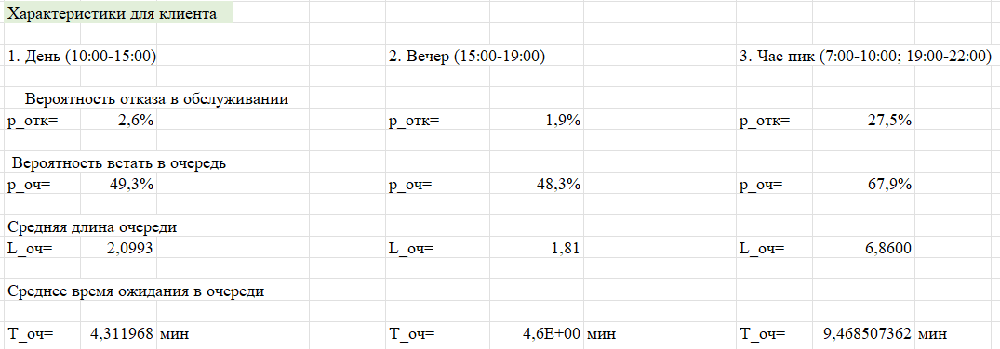 Характеристики для клиента
1. День (10:00-15:00) 2. Вечер (15:00-19:00) 3. Час пик (7:00-10:00; 19:00-22:00)
Вероятность отказа в обслуживании
p_отк= 2,6% p_отк= 1,9% p_отк= 27,5%
Вероятность встать в очередь
p_оч= 49,3% p_оч= 48,3% p_оч= 67,9%
Средняя длина очереди
L_оч= 2,0993 L_оч= 1,81 L_оч= 6,8600
Среднее время ожидания в очереди
T_оч= 4,311968 мин T_оч= 4,6E+00 мин T_оч= 9,468507362 мин